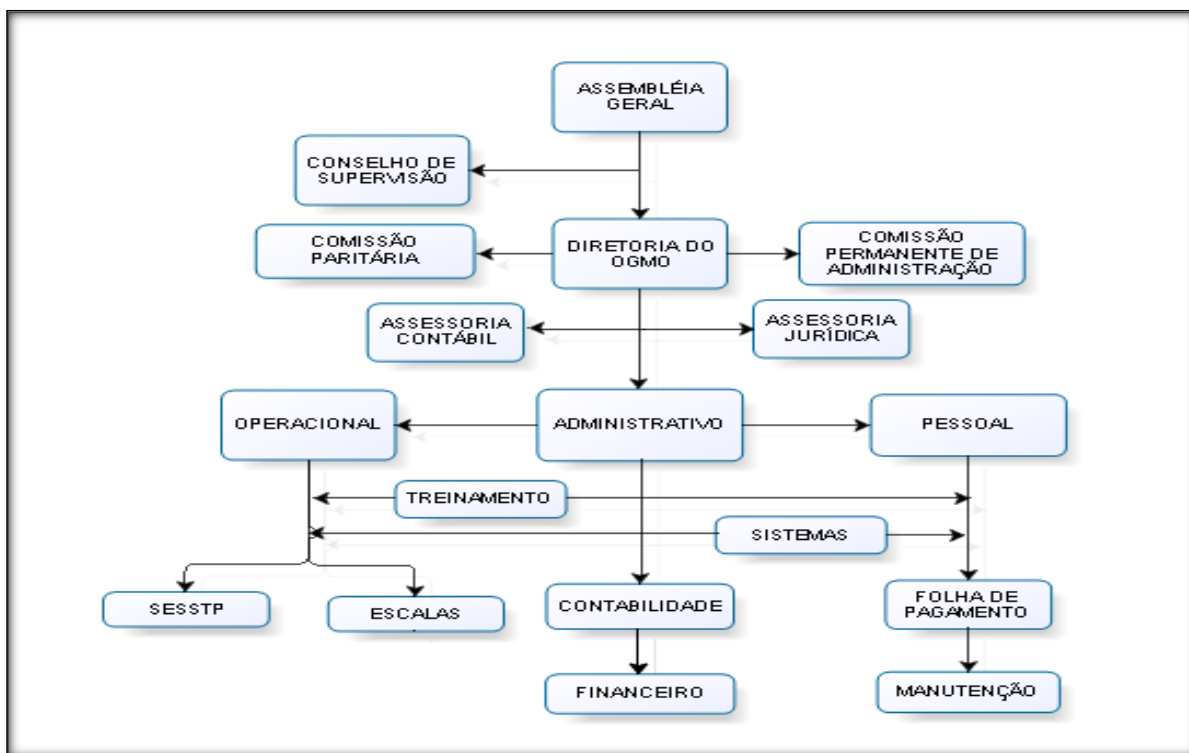 ASSEMBLÉIA
GERAL
CONSELHO DE
SUPERVISÃO
COMISSÃO
PARITÁRIA
DIRETORIA DO
OGMO
COMISSÃO
PERMANENTE DE
ADMINISTRAÇÃO
ASSESSORIA
CONTÁBIL
ASSESSORIA
JURÍDICA
OPERACIONAL
ADMINISTRATIVO
PESSOAL
TREINAMENTO
SISTEMAS
SESSTP
ESCALAS
CONTABILIDADE
FOLHA DE
PAGAMENTO
FINANCEIRO
MANUTENÇÃO